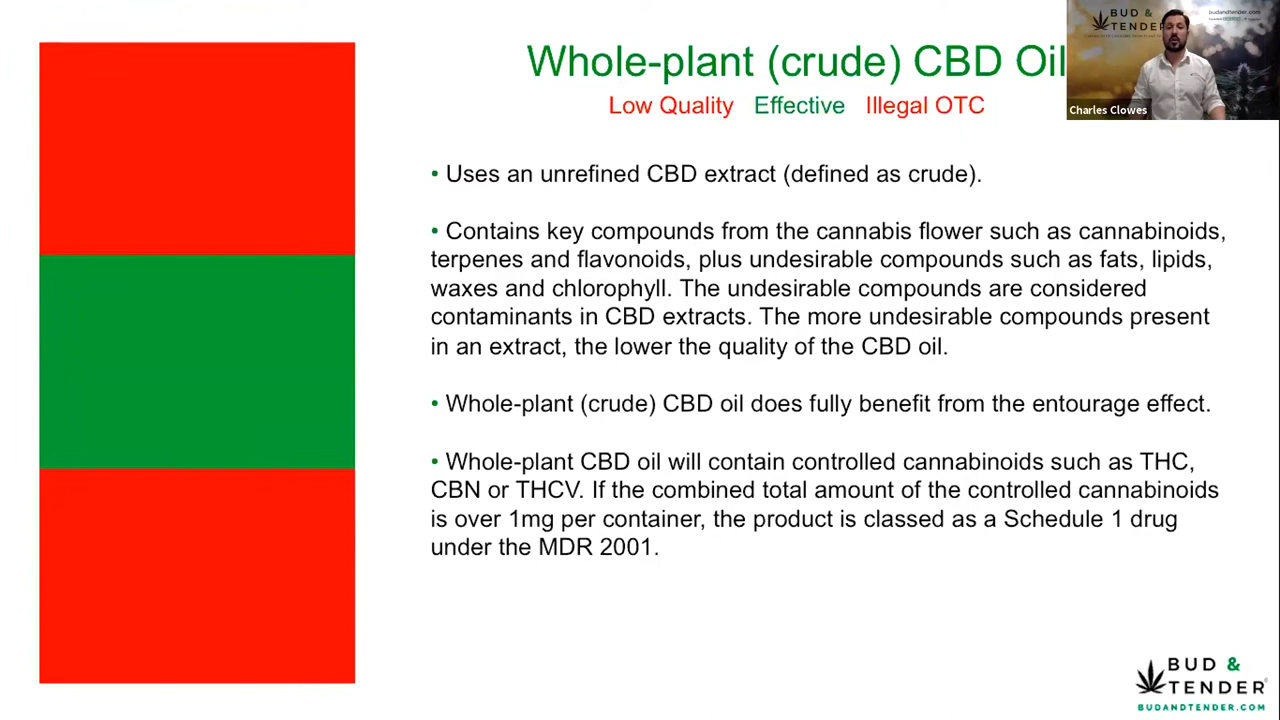 Whole-plant (crude) CBD Oil
Low Quality Effective Illegal OTC
BUD &
TENDER
budandtender.com
Charles Clowes
• Uses an unrefined CBD extract (defined as crude).
• Contains key compounds from the cannabis flower such as cannabinoids,
terpenes and flavonoids, plus undesirable compounds such as fats, lipids,
waxes and chlorophyll. The undesirable compounds are considered
contaminants in CBD extracts. The more undesirable compounds present
in an extract, the lower the quality of the CBD oil.
• Whole-plant (crude) CBD oil does fully benefit from the entourage effect.
• Whole-plant CBD oil will contain controlled cannabinoids such as THC,
CBN or THCV. If the combined total amount of the controlled cannabinoids
is over 1mg per container, the product is classed as a Schedule 1 drug
under the MDR 2001.
BUD &
TENDER
BUDANDTENDER.COM